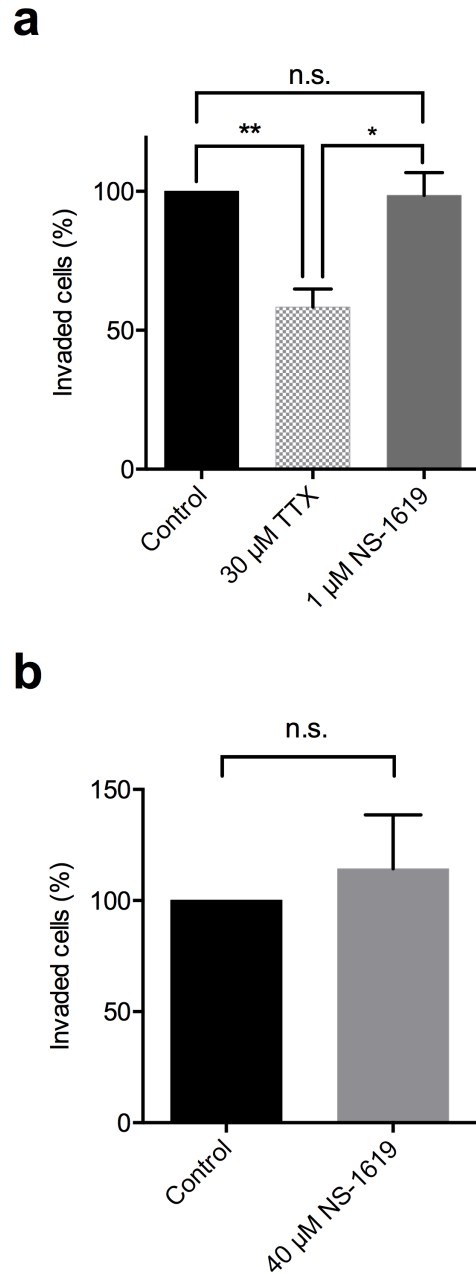 a
n.s.
**
*
100
50
0
Invaded cells (%)
Control
30 µM TTX
1 µM NS-1619
b
n.s.
150
100
50
0
Invaded cells (%)
Control
40 µM NS-1619